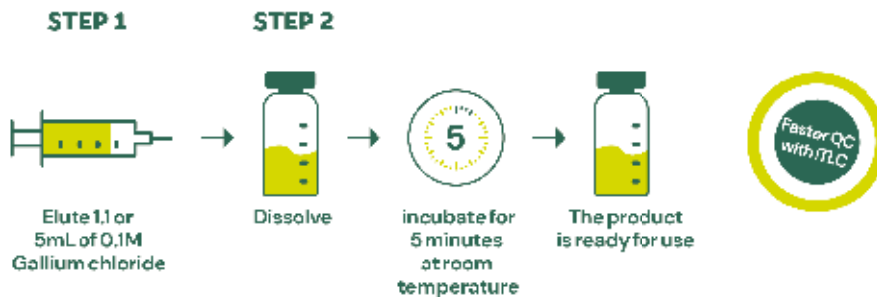 STEP 1
STEP 2
5
Faster QC
with iTLC
Elute 1,1 or
5mL of 0,1M
Gallium chloride
Dissolve
incubate for
5 minutes
at room
temperature
The product
is ready for use